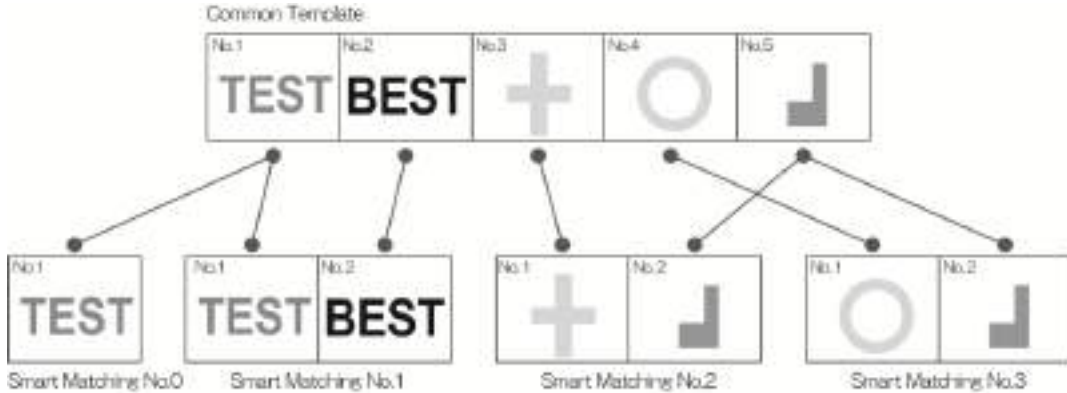 Common Template
No.1 No.2 No.3 No.4 No.5
TEST BEST
No.1 No.1 No.2 No.1 No.2 No.1 No.2
TEST TEST BEST
Smart Matching No.0 Smart Matching No.1 Smart Matching No.2 Smart Matching No.3